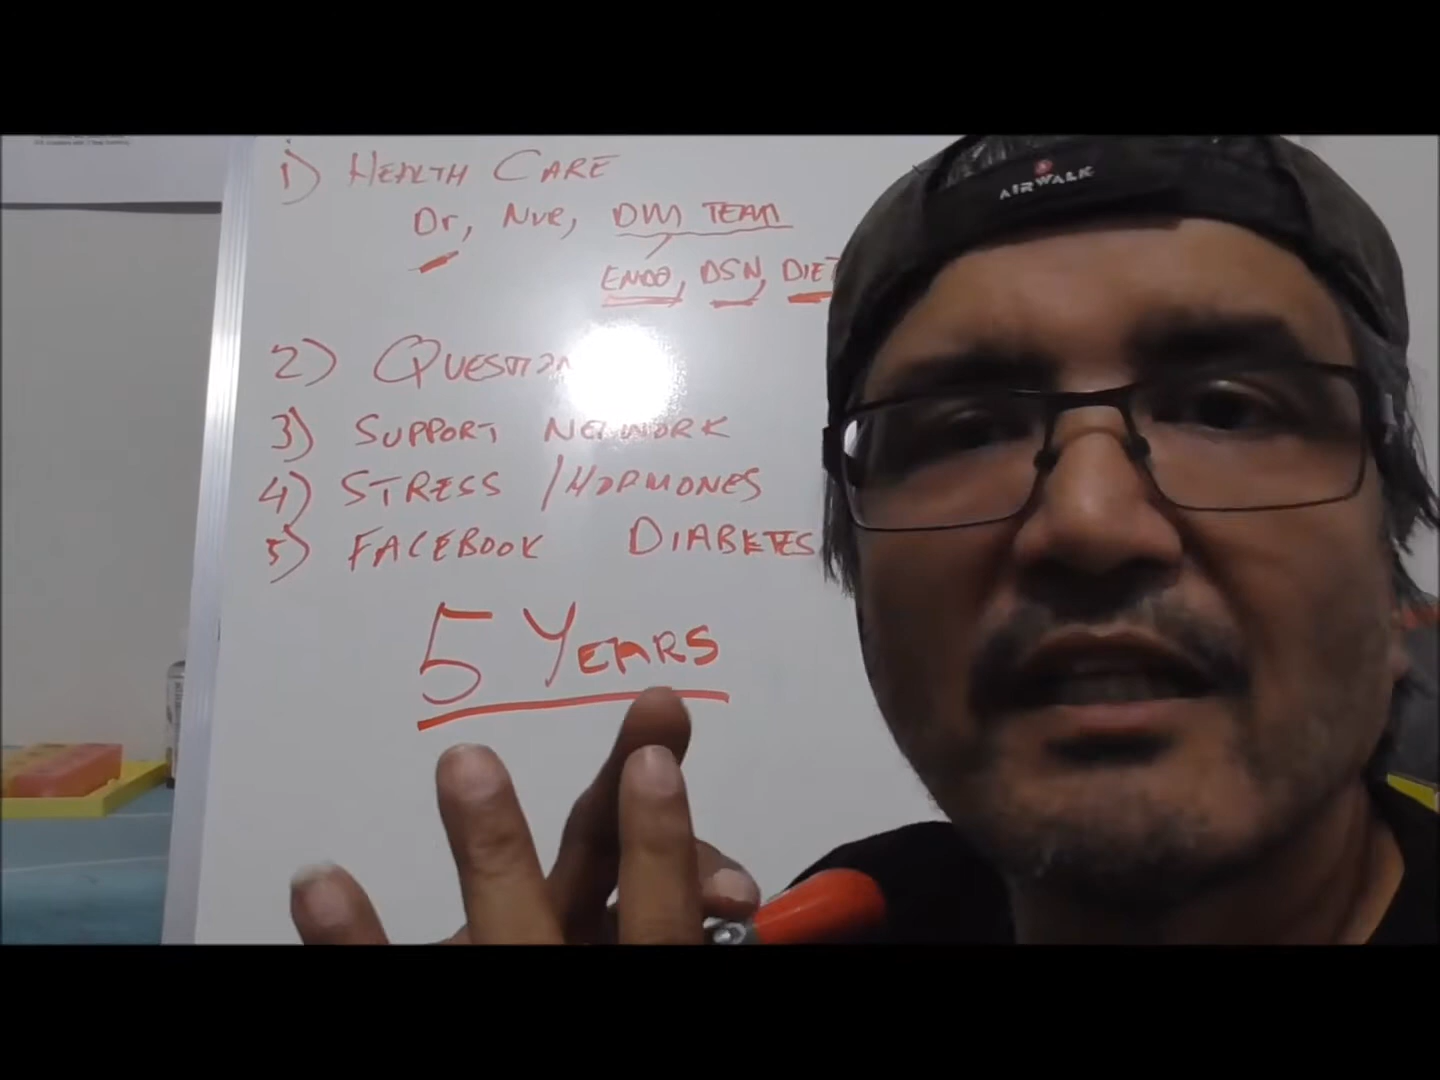 1) HEALTH CARE
Dr, Nur, DM TEAM
ENDO, DSN, DIET
2) QUESTION
3) SUPPORT NETWORK
4) STRESS / HORMONES
5) FACEBOOK DIABETES
5 YEARS
AIRWALK